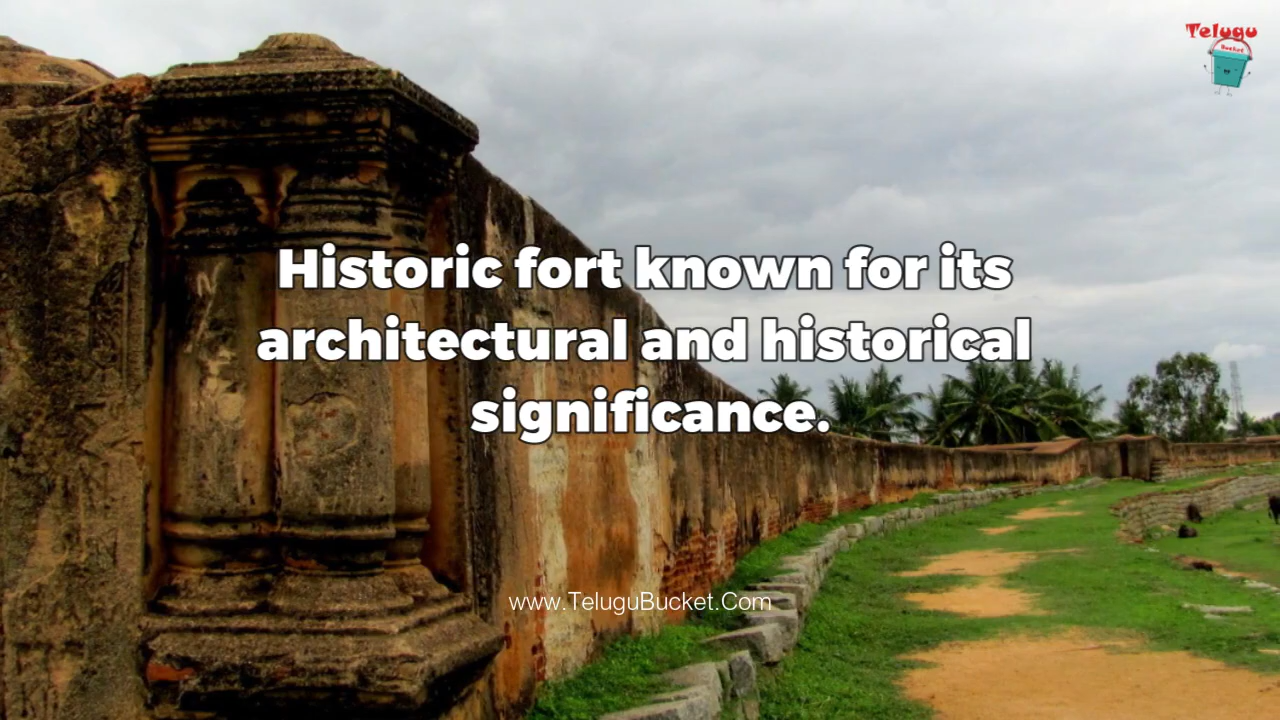 Telugu
Bucket
Historic fort known for its
architectural and historical
significance.
www.TeluguBucket.Com